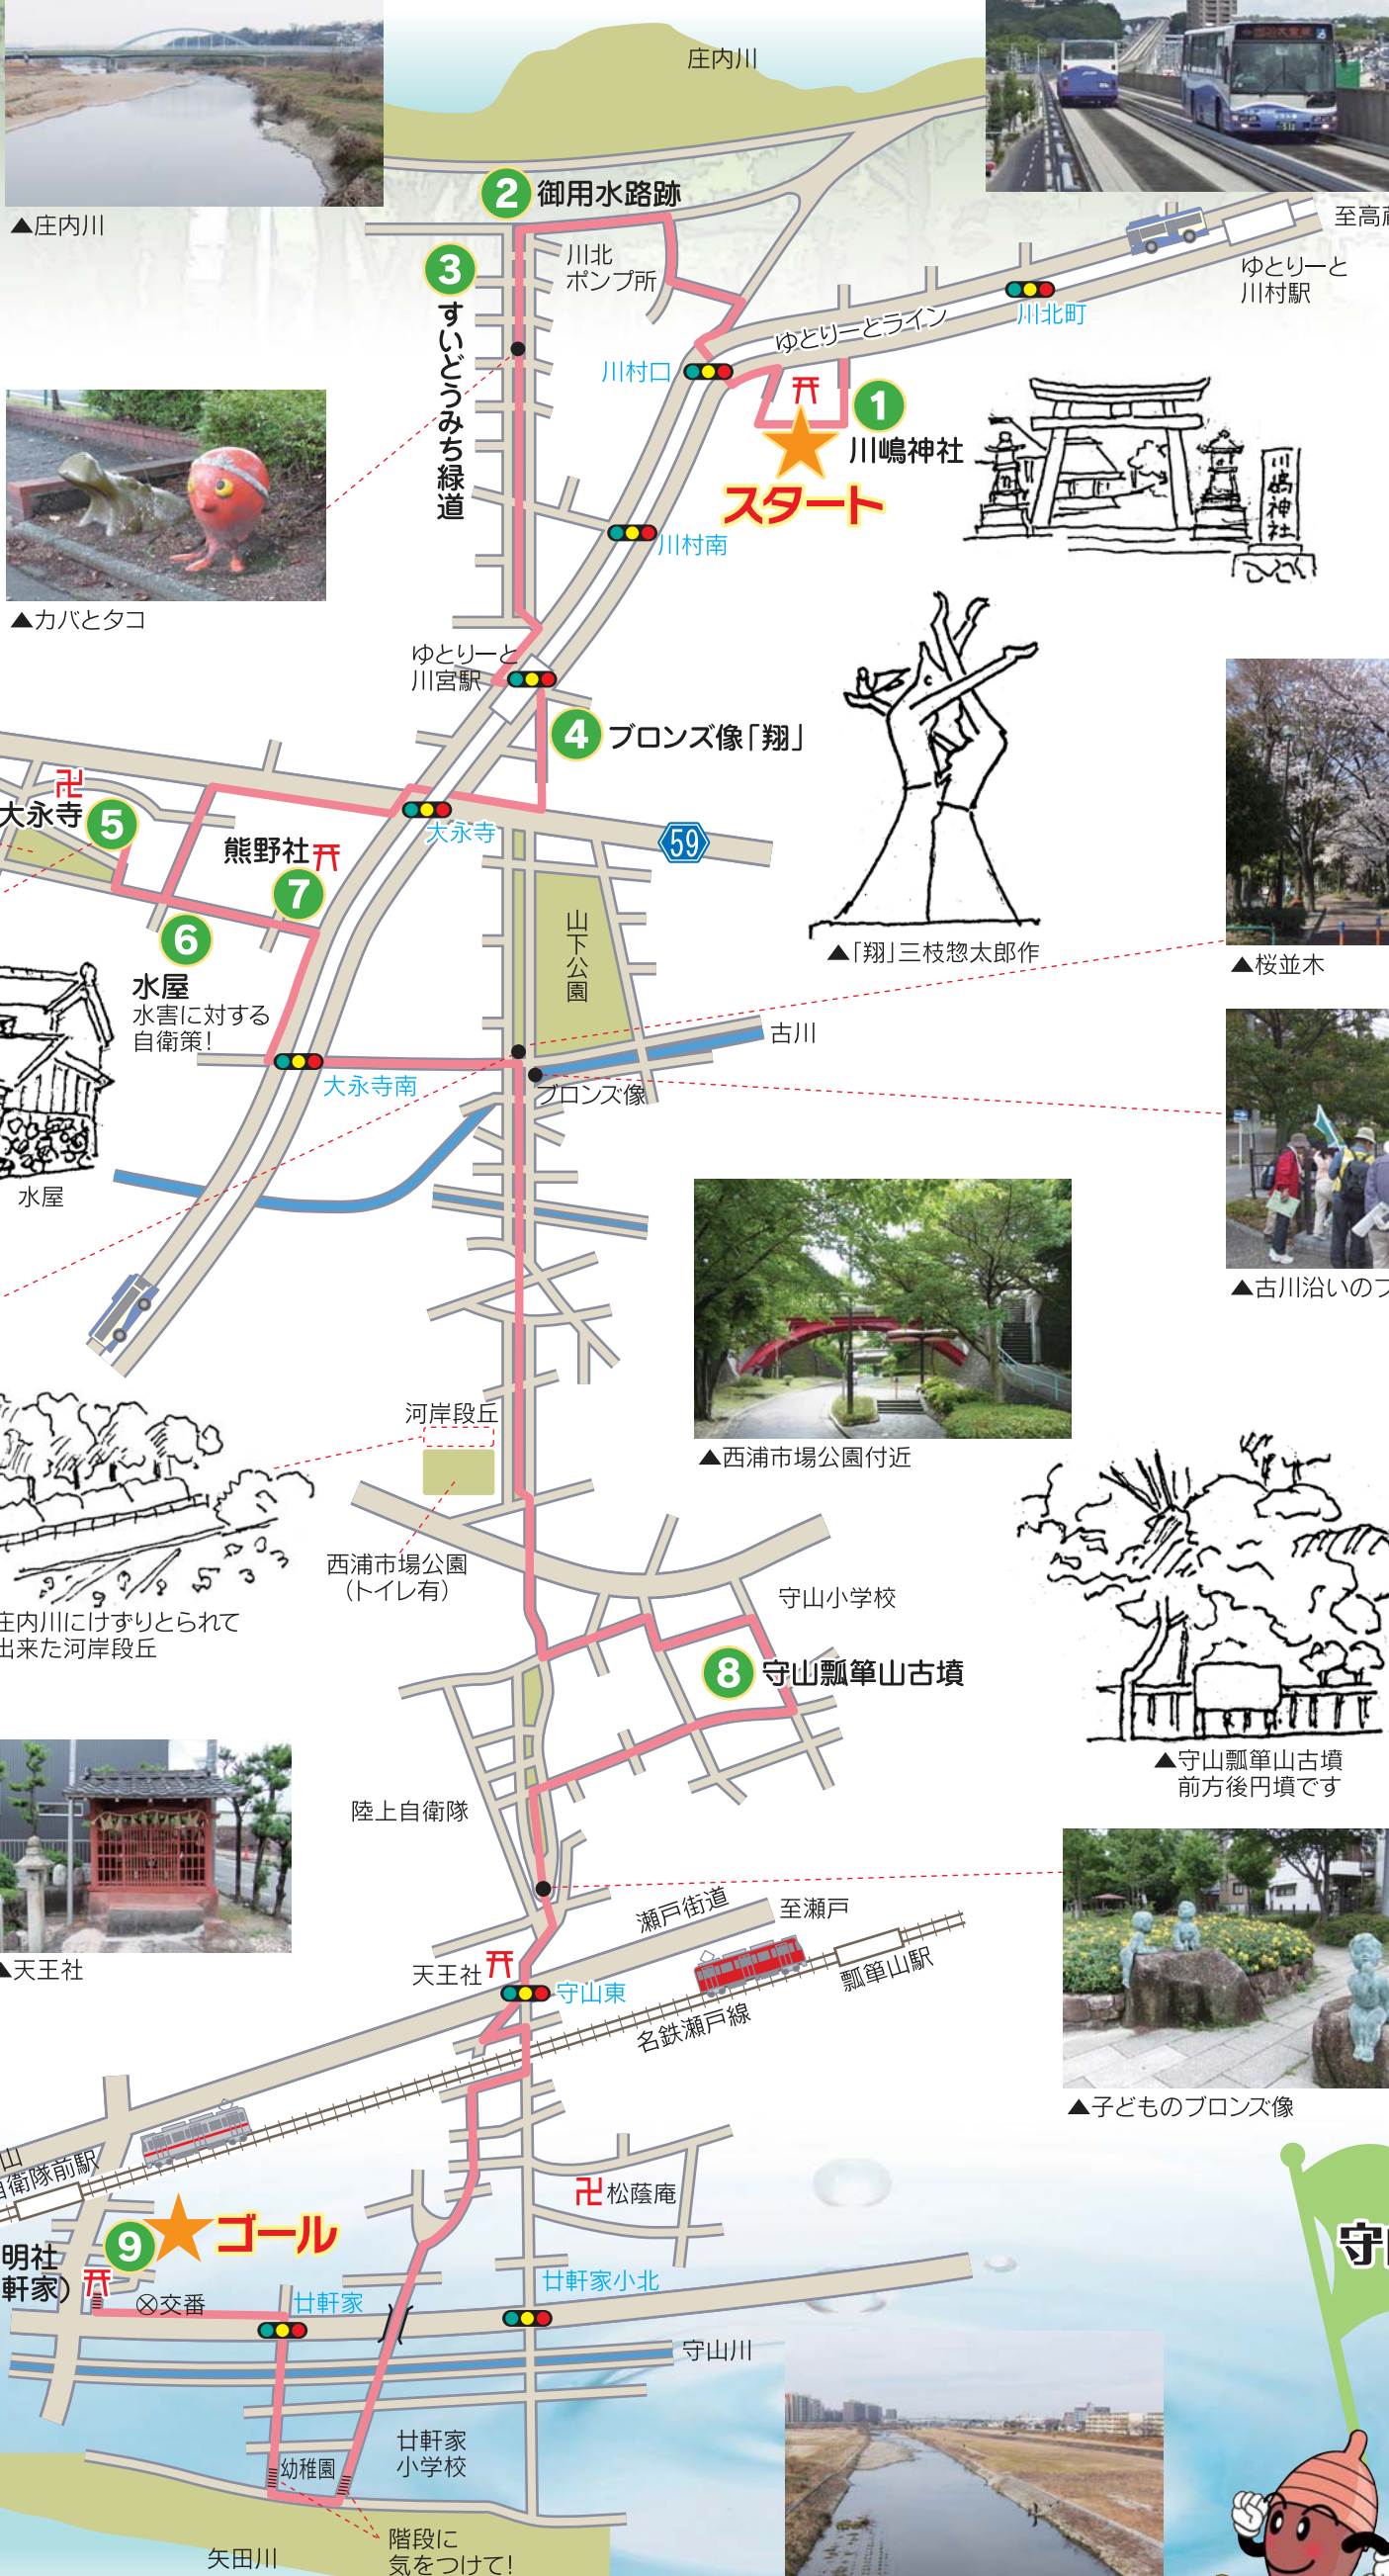 庄内川
▲庄内川
2 御用水路跡
川北
ポンプ所
3
すいどうみち緑道
至高蔵
ゆとりーと
川村駅
川北町
ゆとりーとライン
川村口
1
川嶋神社
スタート
川嶋神社
川村南
▲カバとタコ
ゆとりーと
川宮駅
4 ブロンズ像「翔」
大永寺
5
大永寺
59
熊野社
7
6
水屋
水害に対する
自衛策!
山下公園
▲「翔」三枝惣太郎作
▲桜並木
古川
大永寺南
ブロンズ像
水屋
▲古川沿いのブ
河岸段丘
▲西浦市場公園付近
西浦市場公園
(トイレ有)
庄内川にけずりとられて
出来た河岸段丘
守山小学校
8 守山瓢箪山古墳
▲守山瓢箪山古墳
前方後円墳です
陸上自衛隊
瀬戸街道
至瀬戸
天王社
▲天王社
守山東
瓢箪山駅
名鉄瀬戸線
▲子どものブロンズ像
山
自衛隊前駅
松蔭庵
9
ゴール
明社
軒家)
交番
廿軒家
廿軒家小北
守山川
守
廿軒家
小学校
幼稚園
階段に
気をつけて!
矢田川